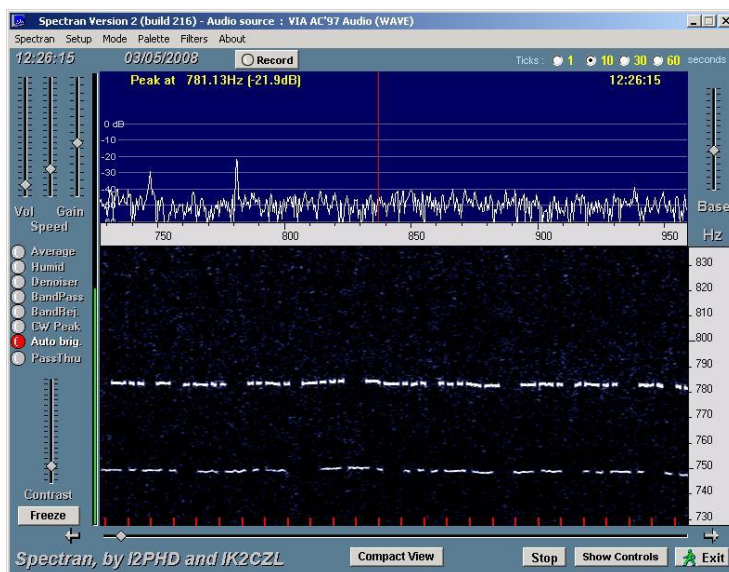 Spectran Version 2 (build 216) - Audio source : VIA AC'97 Audio (WAVE)
Spectran Setup Mode Palette Filters About
12:26:15 03/05/2008 Record Ticks : 1 10 30 60 seconds
Peak at 781.13Hz (-21.9dB) 12:26:15
0 dB
-10
-20
-30
-40
Vol Gain
Speed
Base
750 800 850 900 950 Hz
Average
Humid
Denoiser
BandPass
BandRej.
CW Peak
Auto brig.
PassThru
830
820
810
800
790
780
770
760
750
740
730
Contrast
Freeze
Spectran, by I2PHD and IK2CZL Compact View Stop Show Controls Exit